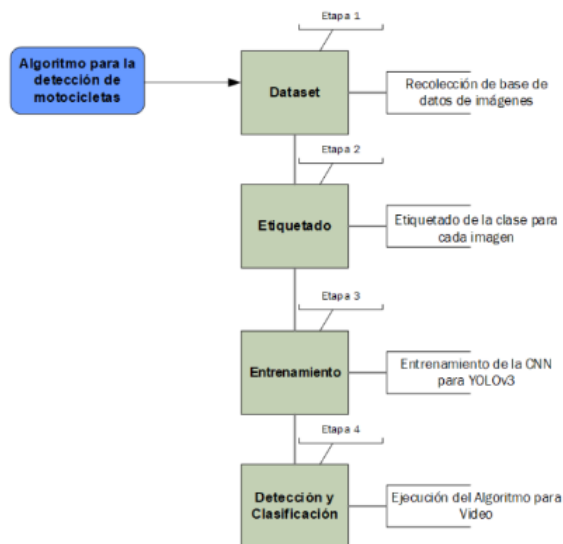 Etapa 1
Algoritmo para la
detección de
motocicletas
Dataset
Recolección de base de
datos de imágenes
Etapa 2
Etiquetado
Etiquetado de la clase para
cada imagen
Etapa 3
Entrenamiento
Entrenamiento de la CNN
para YOLOv3
Etapa 4
Detección y
Clasificación
Ejecución del Algoritmo para
Video